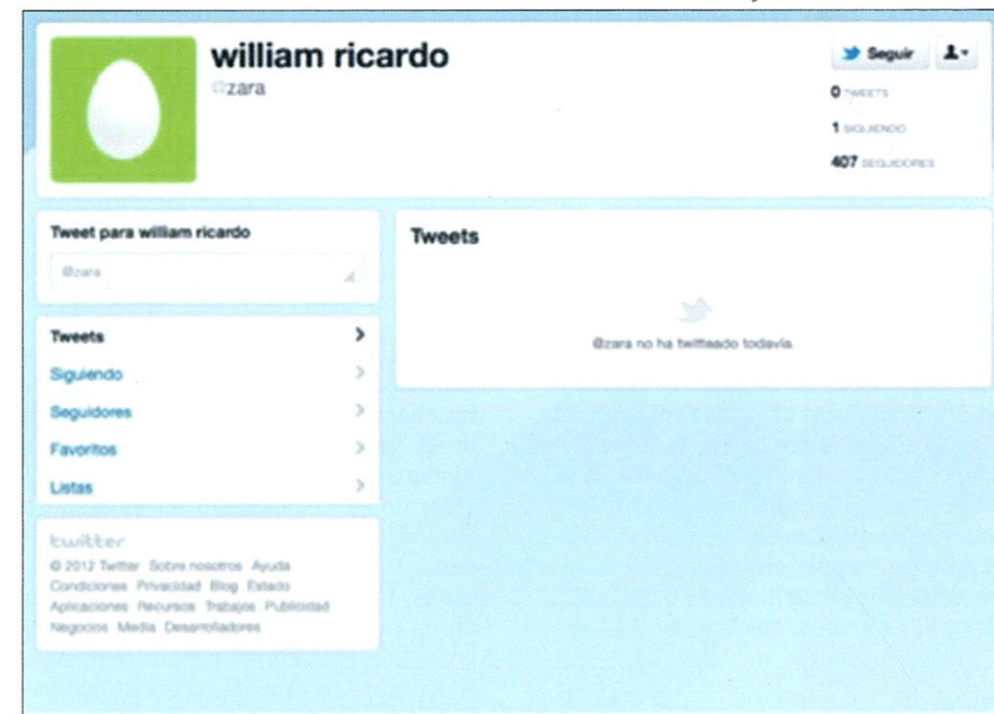 william ricardo
@zara
Seguir
0 TWEETS
1 SIGUIENDO
407 SEGUIDORES
Tweet para william ricardo
@zara
Tweets
Siguiendo
Seguidores
Favoritos
Listas
twitter
© 2012 Twitter Sobre nosotros Ayuda
Condiciones Privacidad Blog Estado
Aplicaciones Recursos Trabajos Publicidad
Negocios Media Desarrolladores
Tweets
@zara no ha twitteado todavía.